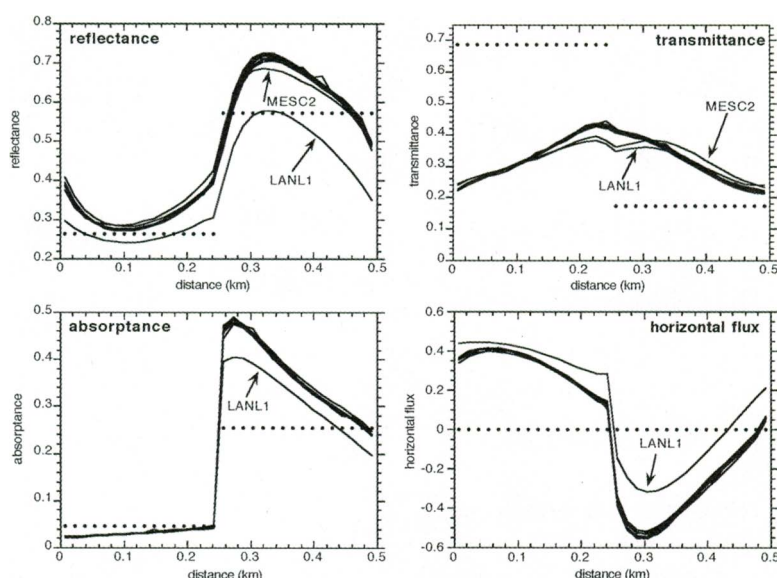 reflectance
0.8
0.7
0.6
0.5
0.4
0.3
0.2
reflectance
MESC2
LANL1
0 0.1 0.2 0.3 0.4 0.5
distance (km)
transmittance
0.7
0.6
0.5
0.4
0.3
0.2
0.1
transmittance
MESC2
LANL1
0 0.1 0.2 0.3 0.4 0.5
distance (km)
absorptance
0.5
0.4
0.3
0.2
0.1
0
absorptance
LANL1
0 0.1 0.2 0.3 0.4 0.5
distance (km)
horizontal flux
0.6
0.4
0.2
0
-0.2
-0.4
-0.6
horizontal flux
LANL1
0 0.1 0.2 0.3 0.4 0.5
distance (km)